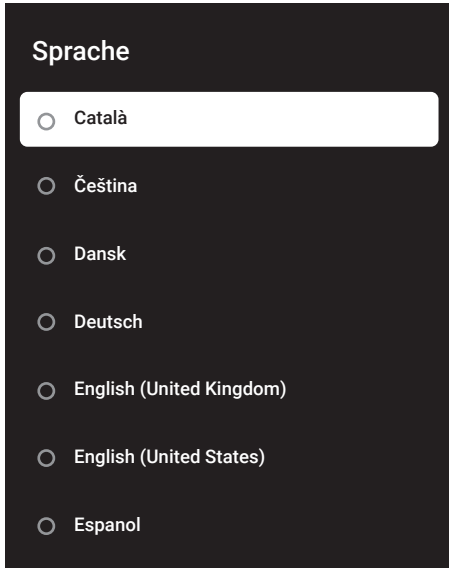 Sprache
Català
Čeština
Dansk
Deutsch
English (United Kingdom)
English (United States)
Espanol